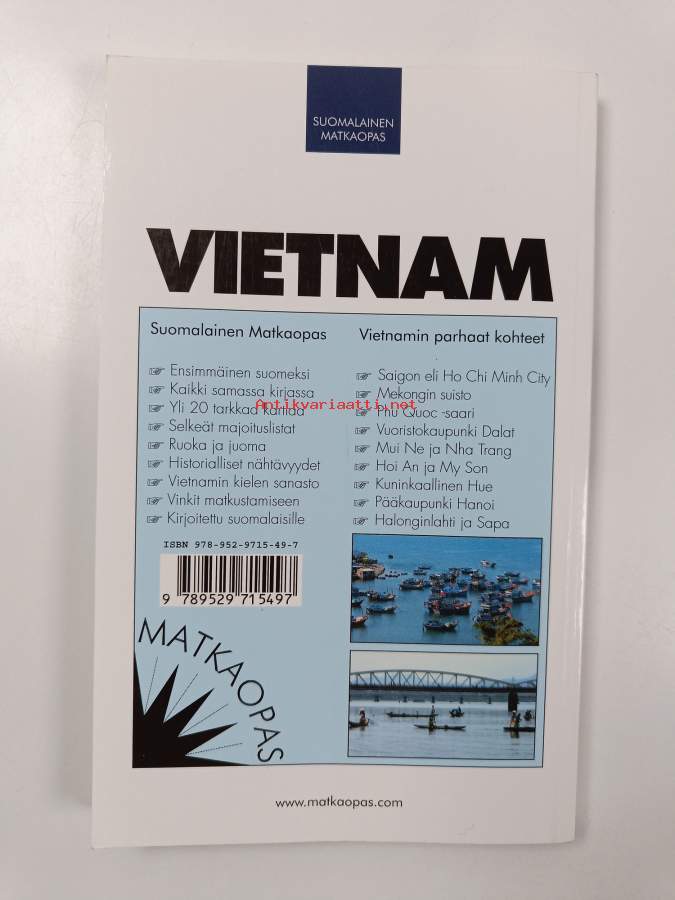 SUOMALAINEN
MATKAOPAS
VIETNAM
Suomalainen Matkaopas
Ensimmäinen suomeksi
Kaikki samassa kirjassa
Yli 20 tarkkaa karttaa
Selkeät majoituslistat
Ruoka ja juoma
Historialliset nähtävyydet
Vietnamin kielen sanasto
Vinkit matkustamiseen
Kirjoitettu suomalaisille
Vietnamin parhaat kohteet
Saigon eli Ho Chi Minh City
Mekongin suisto
Phu Quoc -saari
Vuoristokaupunki Dalat
Mui Ne ja Nha Trang
Hoi An ja My Son
Kuninkaallinen Hue
Pääkaupunki Hanoi
Halonginlahti ja Sapa
Antikvariaatti.net
ISBN 978-952-9715-49-7
9 789529 715497
MATKAOPAS
www.matkaopas.com